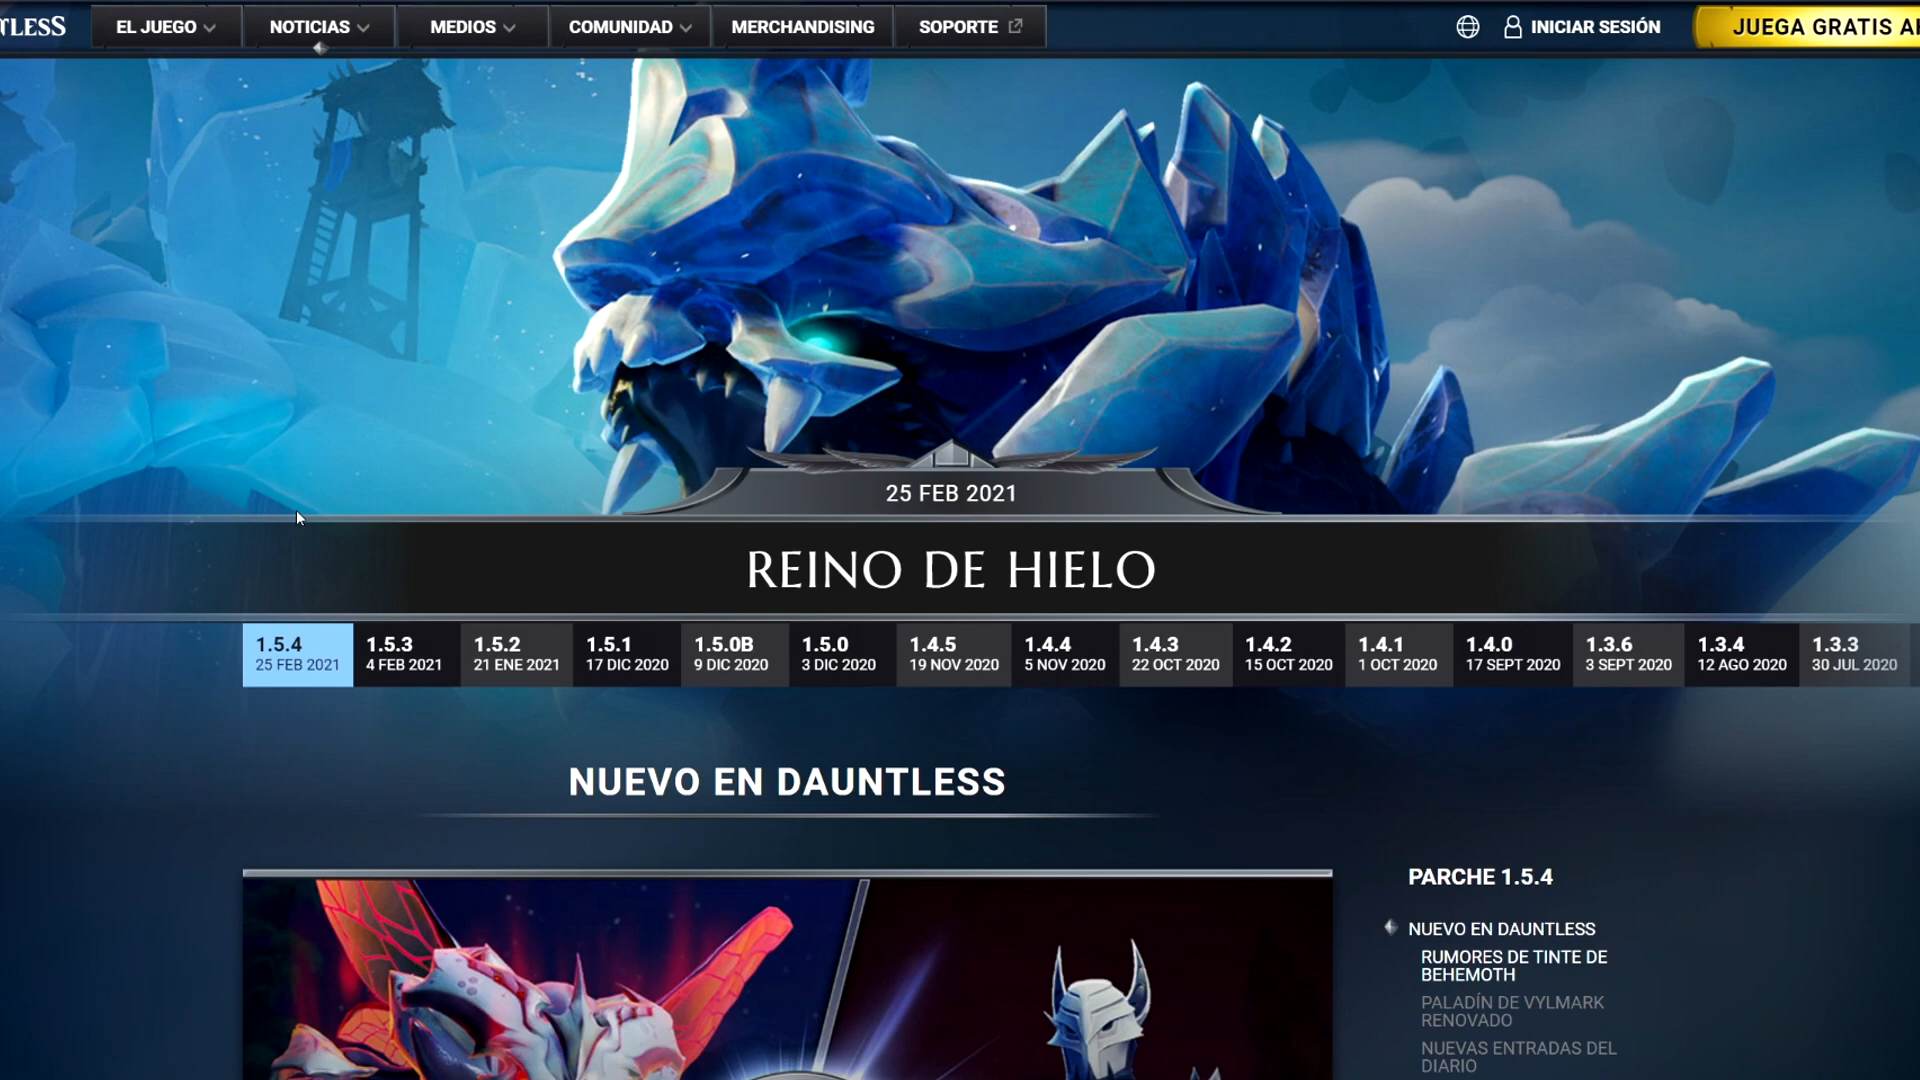 TLESS
EL JUEGO NOTICIAS MEDIOS COMUNIDAD MERCHANDISING SOPORTE INICIAR SESIÓN JUEGA GRATIS
25 FEB 2021
REINO DE HIELO
1.5.4 1.5.3 1.5.2 1.5.1 1.5.0B 1.5.0 1.4.5 1.4.4 1.4.3 1.4.2 1.4.1 1.4.0 1.3.6 1.3.4 1.3.3
25 FEB 2021 4 FEB 2021 21 ENE 2021 17 DIC 2020 9 DIC 2020 3 DIC 2020 19 NOV 2020 5 NOV 2020 22 OCT 2020 15 OCT 2020 1 OCT 2020 17 SEPT 2020 3 SEPT 2020 12 AGO 2020 30 JUL 2020
NUEVO EN DAUNTLESS
PARCHE 1.5.4
NUEVO EN DAUNTLESS
RUMORES DE TINTE DE
BEHEMOTH
PALADÍN DE VYLMARK
RENOVADO
NUEVAS ENTRADAS DEL
DIARIO